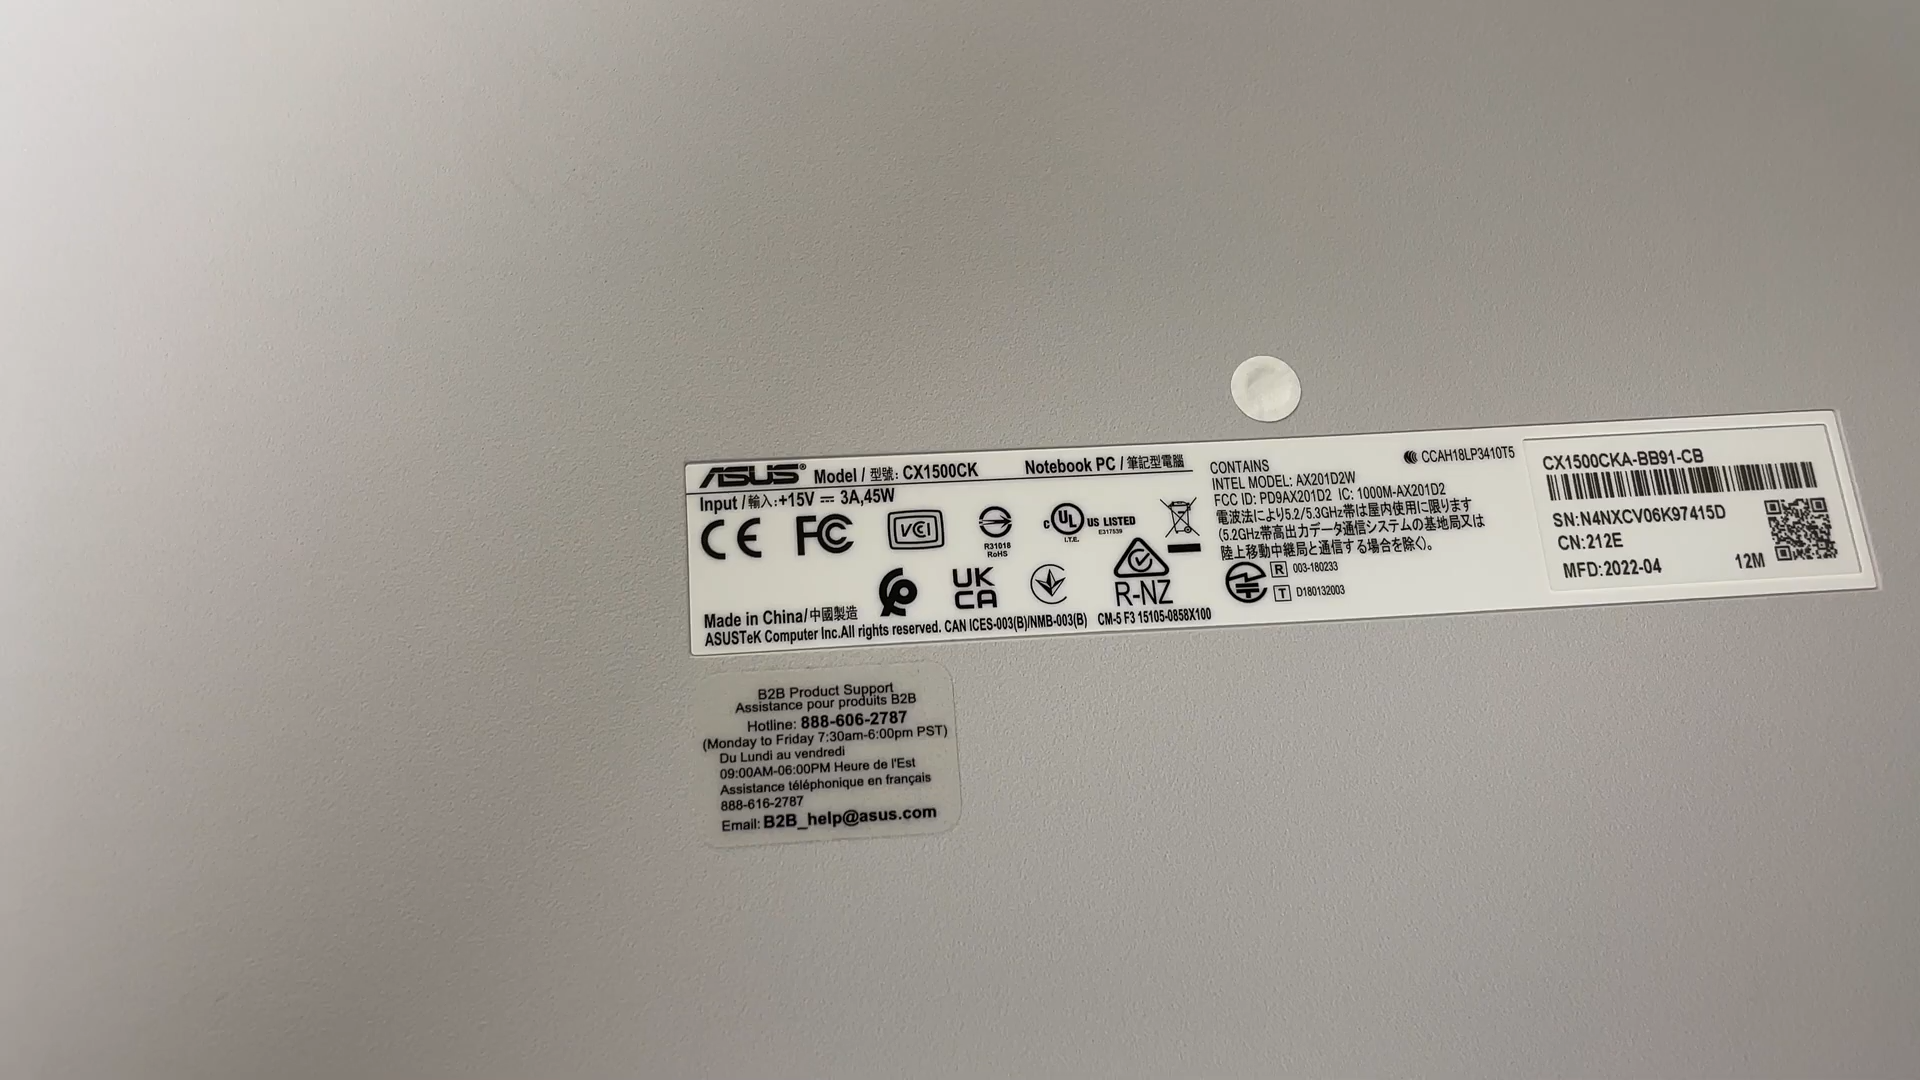 ASUS® Model / 型號: CX1500CK Notebook PC / 筆記型電腦
Input / 輸入:+15V ⎓ 3A,45W
CE FC VCI
R31018
RoHS
c UL US LISTED
I.T.E. E317539
UK
CA
R-NZ
Made in China/中國製造
ASUSTeK Computer Inc.All rights reserved. CAN ICES-003(B)/NMB-003(B) CM-5 F3 15105-0858X100
CONTAINS
CCAH18LP3410T5
INTEL MODEL: AX201D2W
FCC ID: PD9AX201D2 IC: 1000M-AX201D2
電波法により5.2/5.3GHz帯は屋内使用に限ります
(5.2GHz帯高出力データ通信システムの基地局又は
陸上移動中継局と通信する場合を除く)。
R 003-180233
T D180132003
CX1500CKA-BB91-CB
SN:N4NXCV06K97415D
CN:212E
MFD:2022-04 12M
B2B Product Support
Assistance pour produits B2B
Hotline: 888-606-2787
(Monday to Friday 7:30am-6:00pm PST)
Du Lundi au vendredi
09:00AM-06:00PM Heure de l'Est
Assistance téléphonique en français
888-616-2787
Email: B2B_help@asus.com